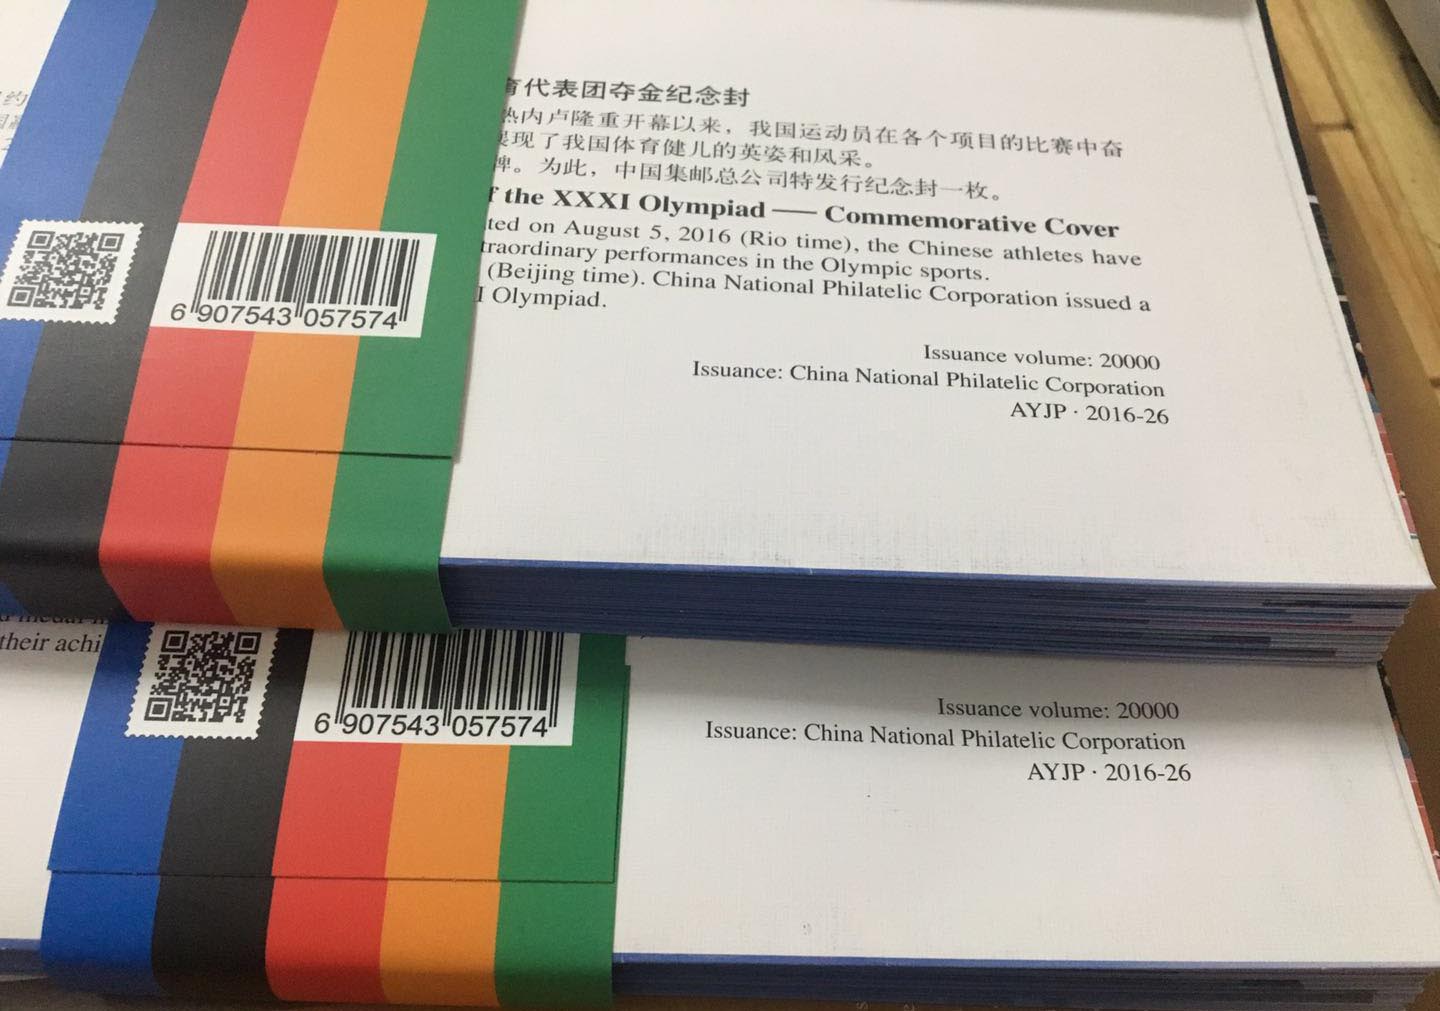 育代表团夺金纪念封
热内卢隆重开幕以来，我国运动员在各个项目的比赛中奋
展现了我国体育健儿的英姿和风采。
牌。为此，中国集邮总公司特发行纪念封一枚。
f the XXXI Olympiad — Commemorative Cover
ted on August 5, 2016 (Rio time), the Chinese athletes have
traordinary performances in the Olympic sports.
(Beijing time). China National Philatelic Corporation issued a
I Olympiad.
Issuance volume: 20000
Issuance: China National Philatelic Corporation
AYJP · 2016-26
6 907543 057574
their achi
6 907543 057574
Issuance volume: 20000
Issuance: China National Philatelic Corporation
AYJP · 2016-26